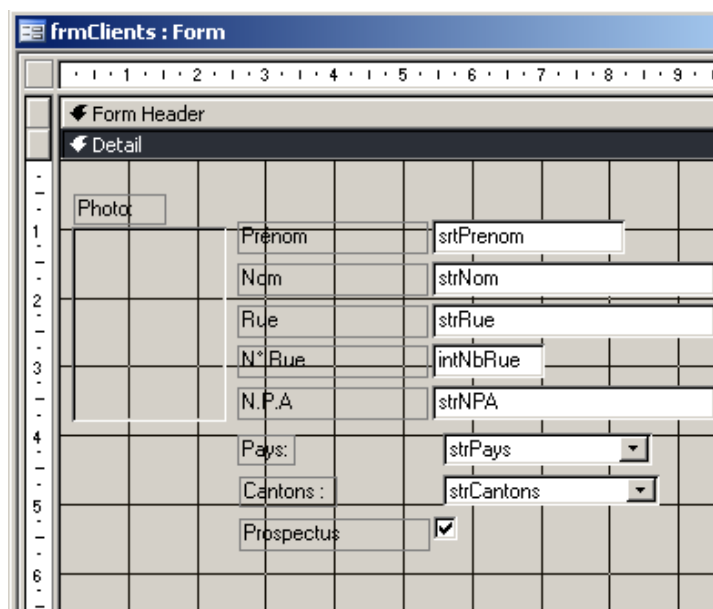 frmClients : Form
1 2 3 4 5 6 7 8 9
Form Header
Detail
Photo:
1
Prénom srtPrenom
Nom strNom
2
Rue strRue
N° Rue intNbRue
3
N.P.A strNPA
4
Pays: strPays
Cantons : strCantons
5
Prospectus
6